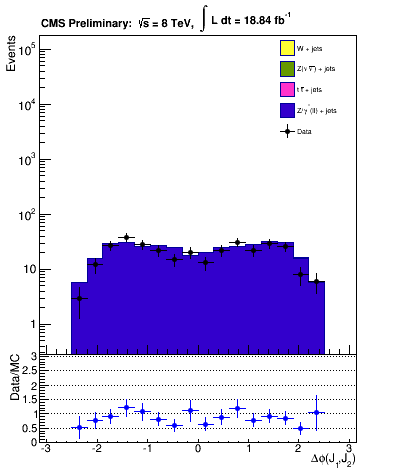 CMS Preliminary: √s = 8 TeV, ∫ L dt = 18.84 fb⁻¹
Events
10⁵
10⁴
10³
10²
10
1
W + jets
Z(ν ν̅) + jets
t t̅ + jets
Z/γ*(ll) + jets
Data
Data/MC
3
2.5
2
1.5
1
0.5
0
-3 -2 -1 0 1 2 3
Δϕ(J₁,J₂)